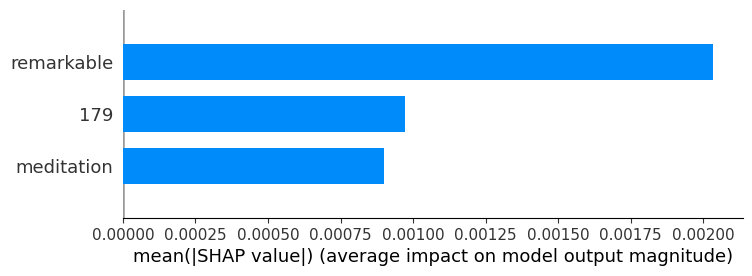 remarkable
179
meditation
0.00000 0.00025 0.00050 0.00075 0.00100 0.00125 0.00150 0.00175 0.00200
mean(|SHAP value|) (average impact on model output magnitude)